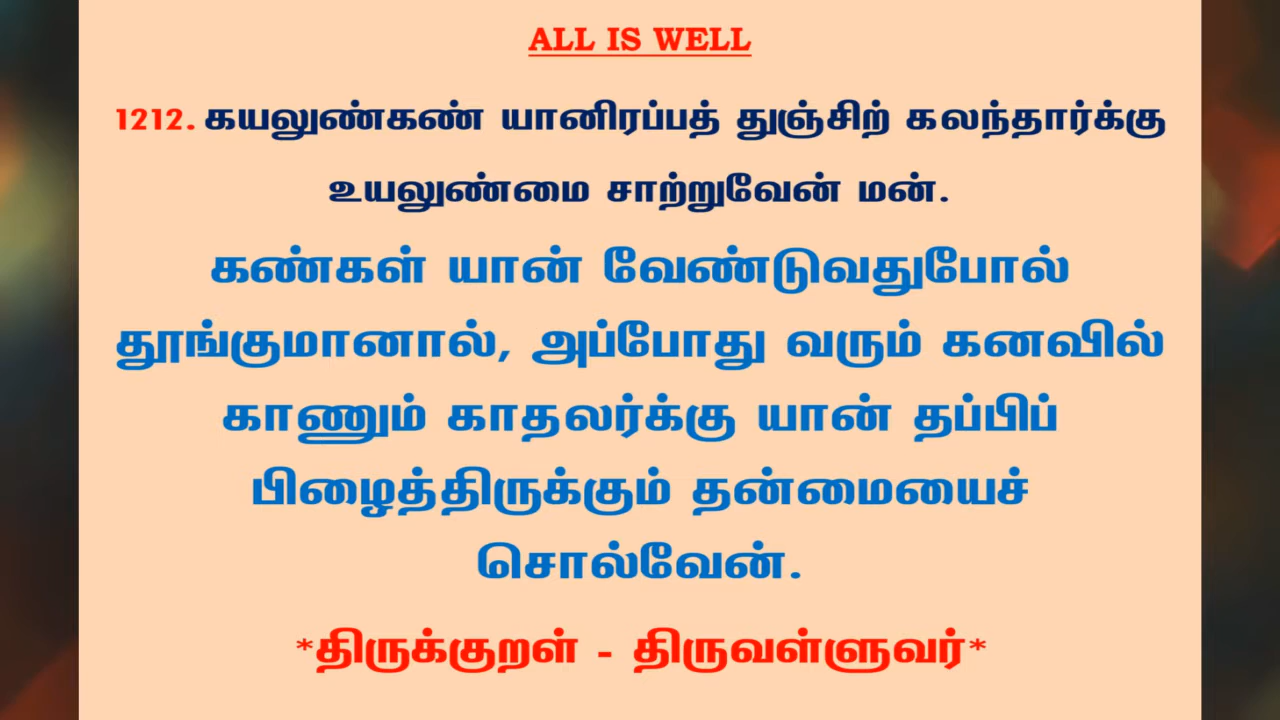 ALL IS WELL
1212. கயலுண்கண் யானிரப்பத் துஞ்சிற் கலந்தார்க்கு
உயலுண்மை சாற்றுவேன் மன்.
கண்கள் யான் வேண்டுவதுபோல்
தூங்குமானால், அப்போது வரும் கனவில்
காணும் காதலர்க்கு யான் தப்பிப்
பிழைத்திருக்கும் தன்மையைச்
சொல்வேன்.
*திருக்குறள் - திருவள்ளுவர்*